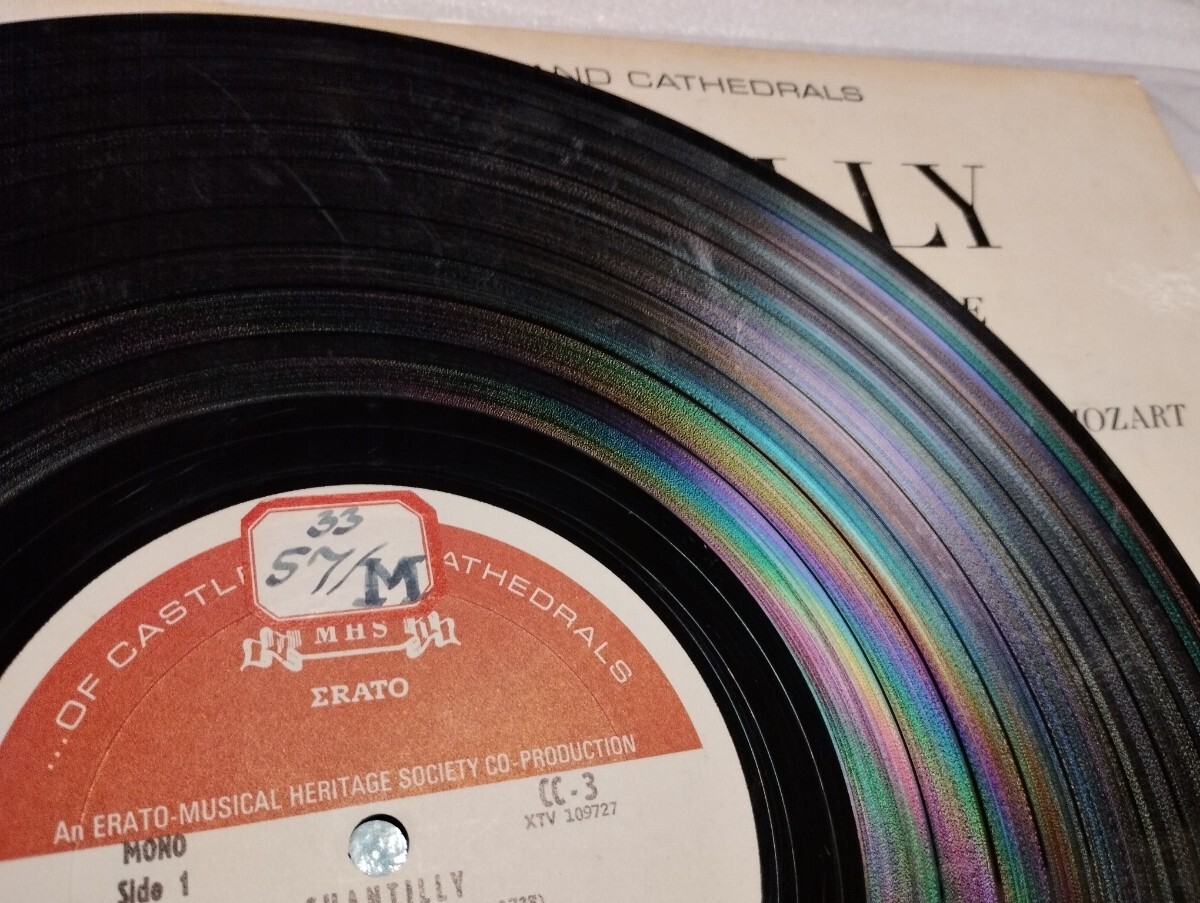 AND CATHEDRALS
LLY
E
MOZART
33
57/M
...OF CASTL ATHEDRALS
MHS
ΣRATO
An ERATO-MUSICAL HERITAGE SOCIETY CO-PRODUCTION
CC-3
XTV 109727
MONO
Side 1
CHANTILLY